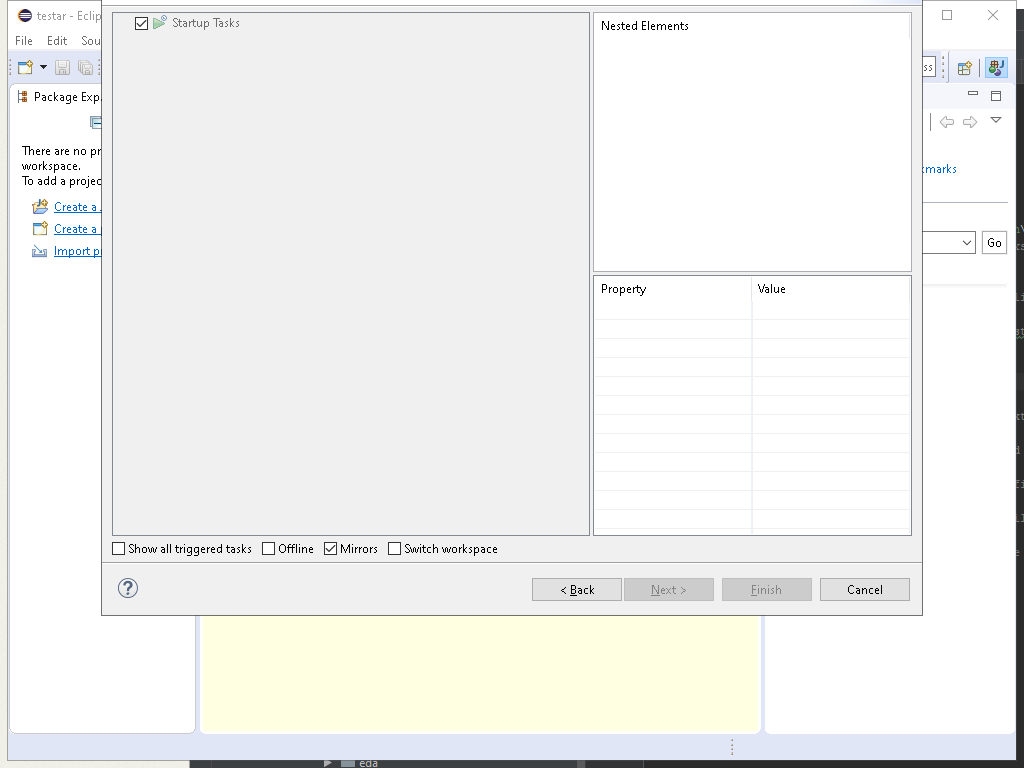 testar - Eclip
File Edit Sou
Package Exp
There are no pr
workspace.
To add a projec
Create a
Create a
Import p
Startup Tasks
Nested Elements
Property Value
Show all triggered tasks Offline Mirrors Switch workspace
?
< Back Next > Finish Cancel
ss
marks
Go
eda